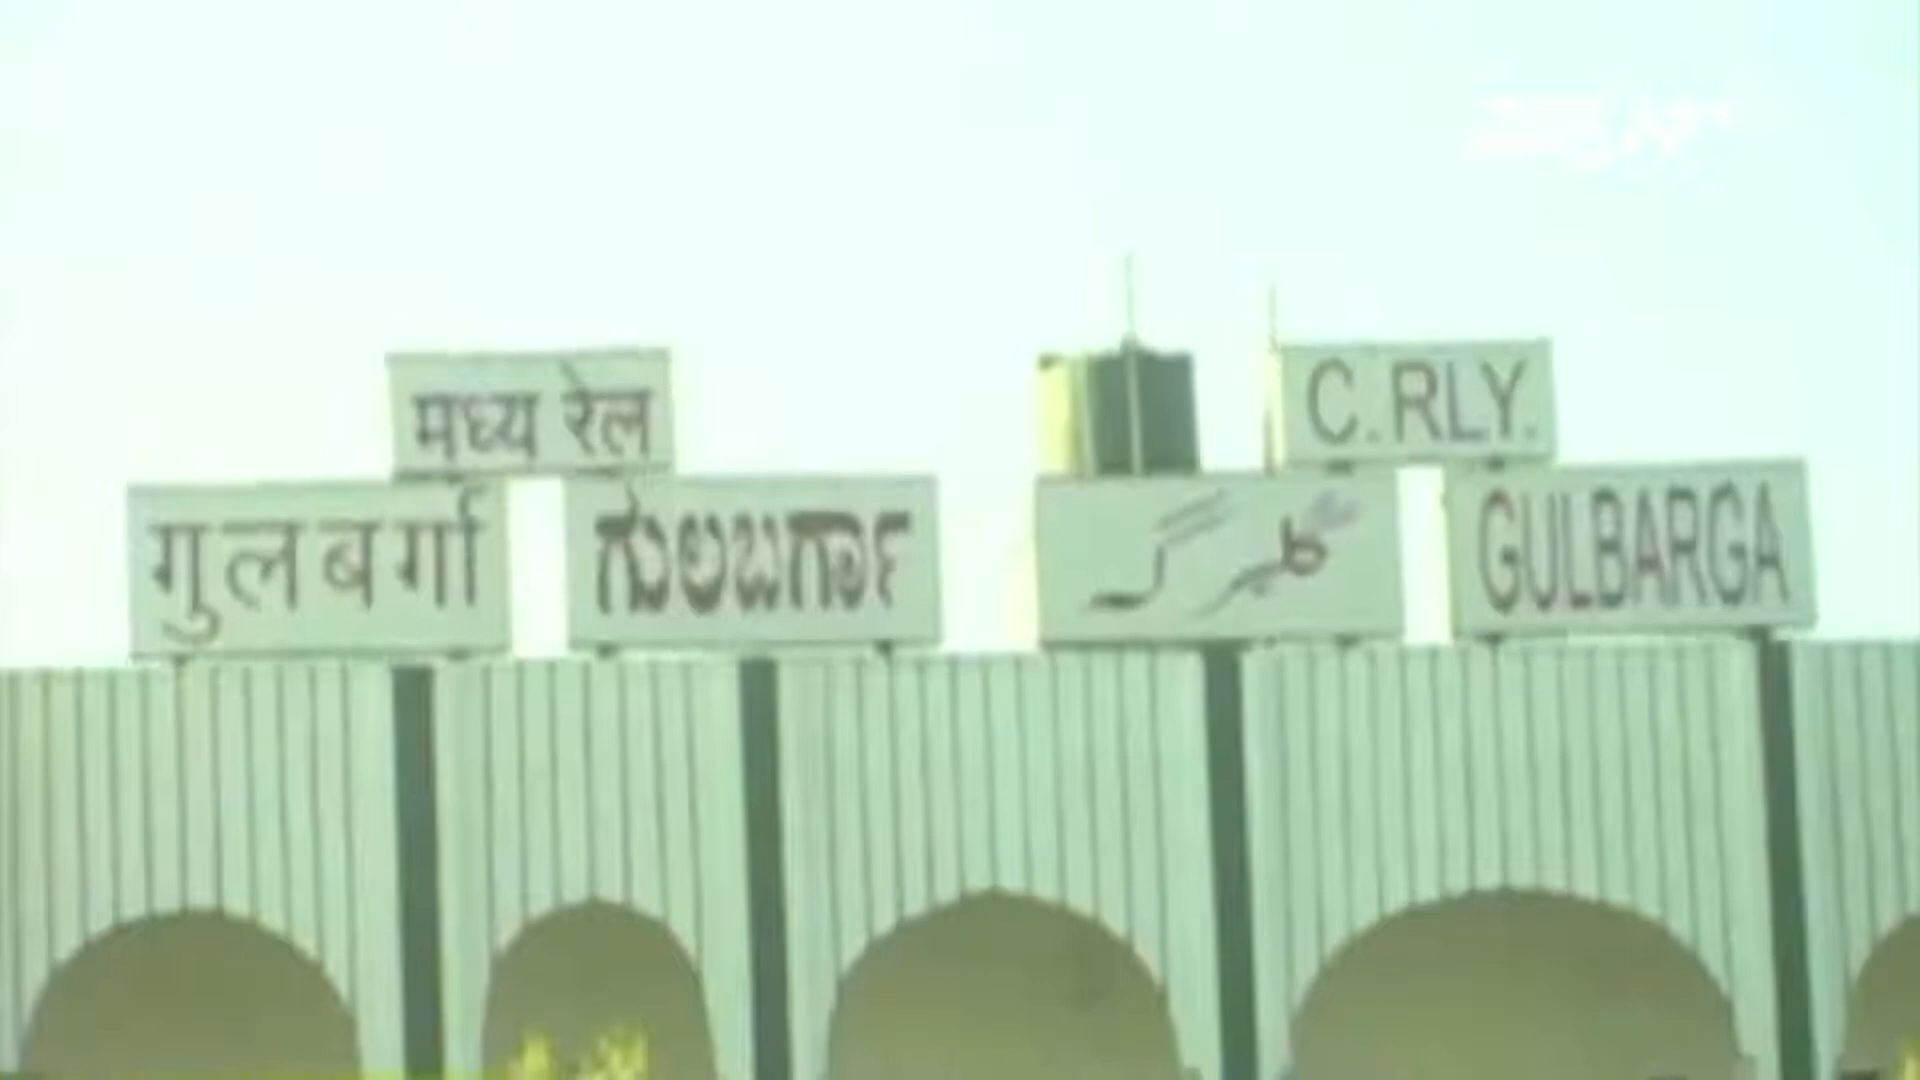 मध्य रेल
C. RLY.
गुलबर्गा
ಗುಲಬರ್ಗಾ
گلبرگہ
GULBARGA